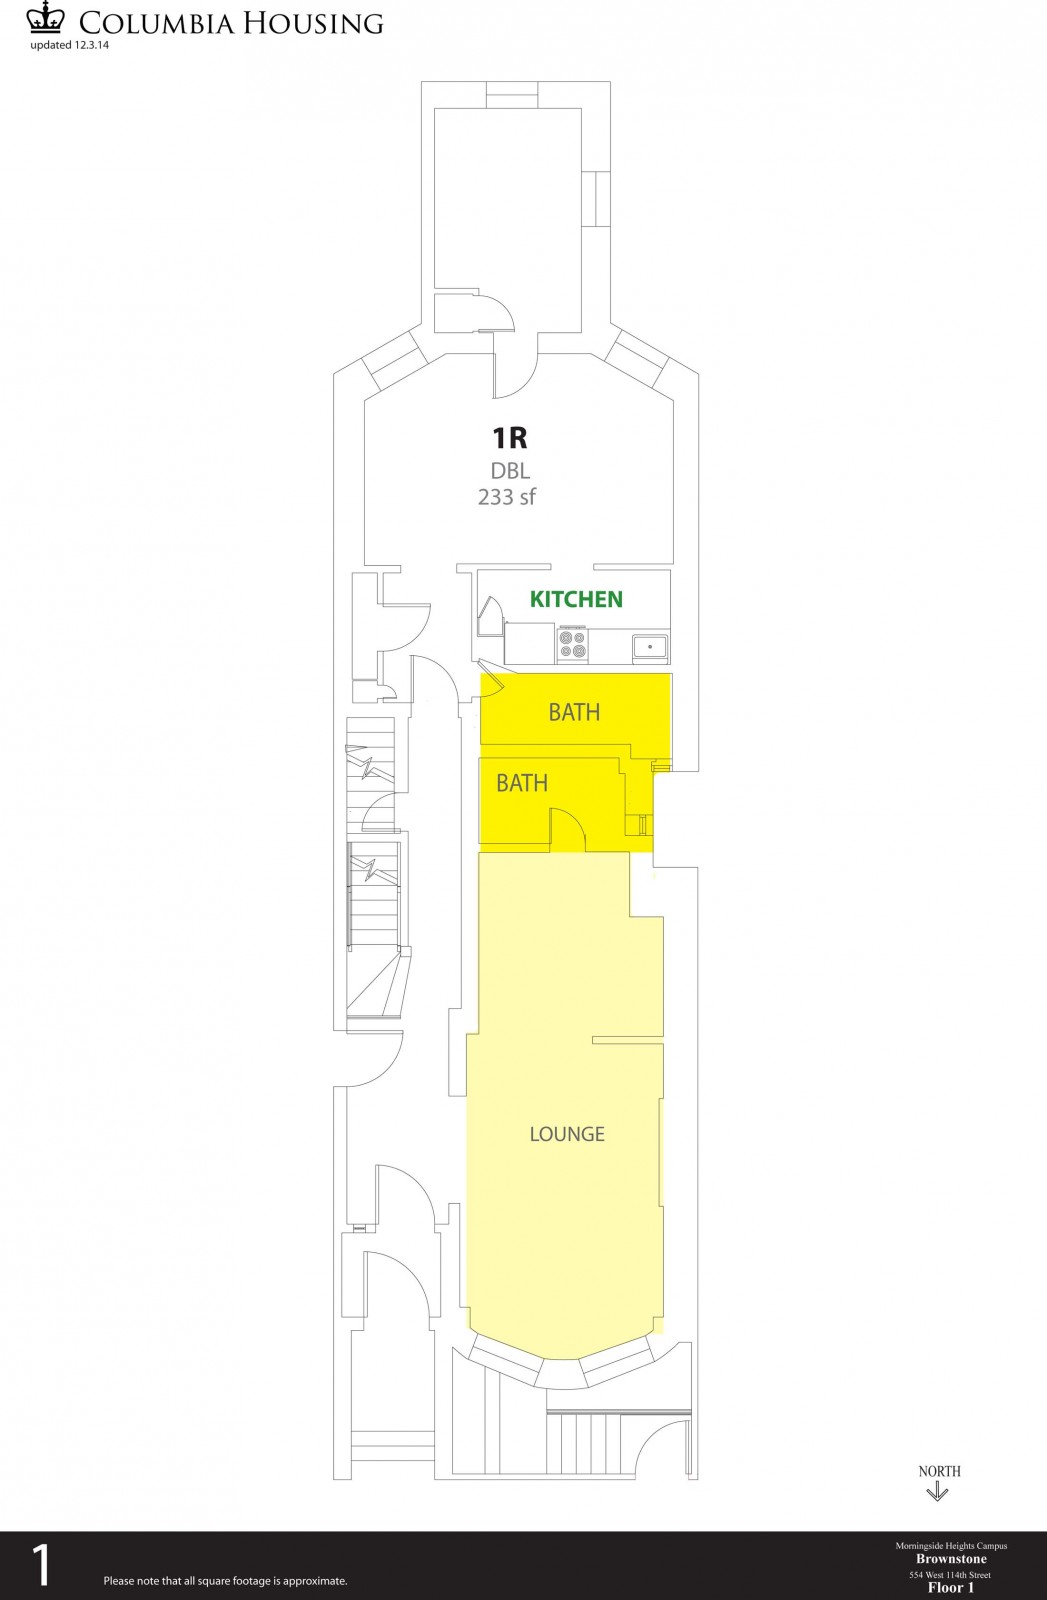 COLUMBIA HOUSING
updated 12.3.14
1R
DBL
233 sf
KITCHEN
BATH
BATH
LOUNGE
NORTH
1
Please note that all square footage is approximate.
Morningside Heights Campus
Brownstone
554 West 114th Street
Floor 1